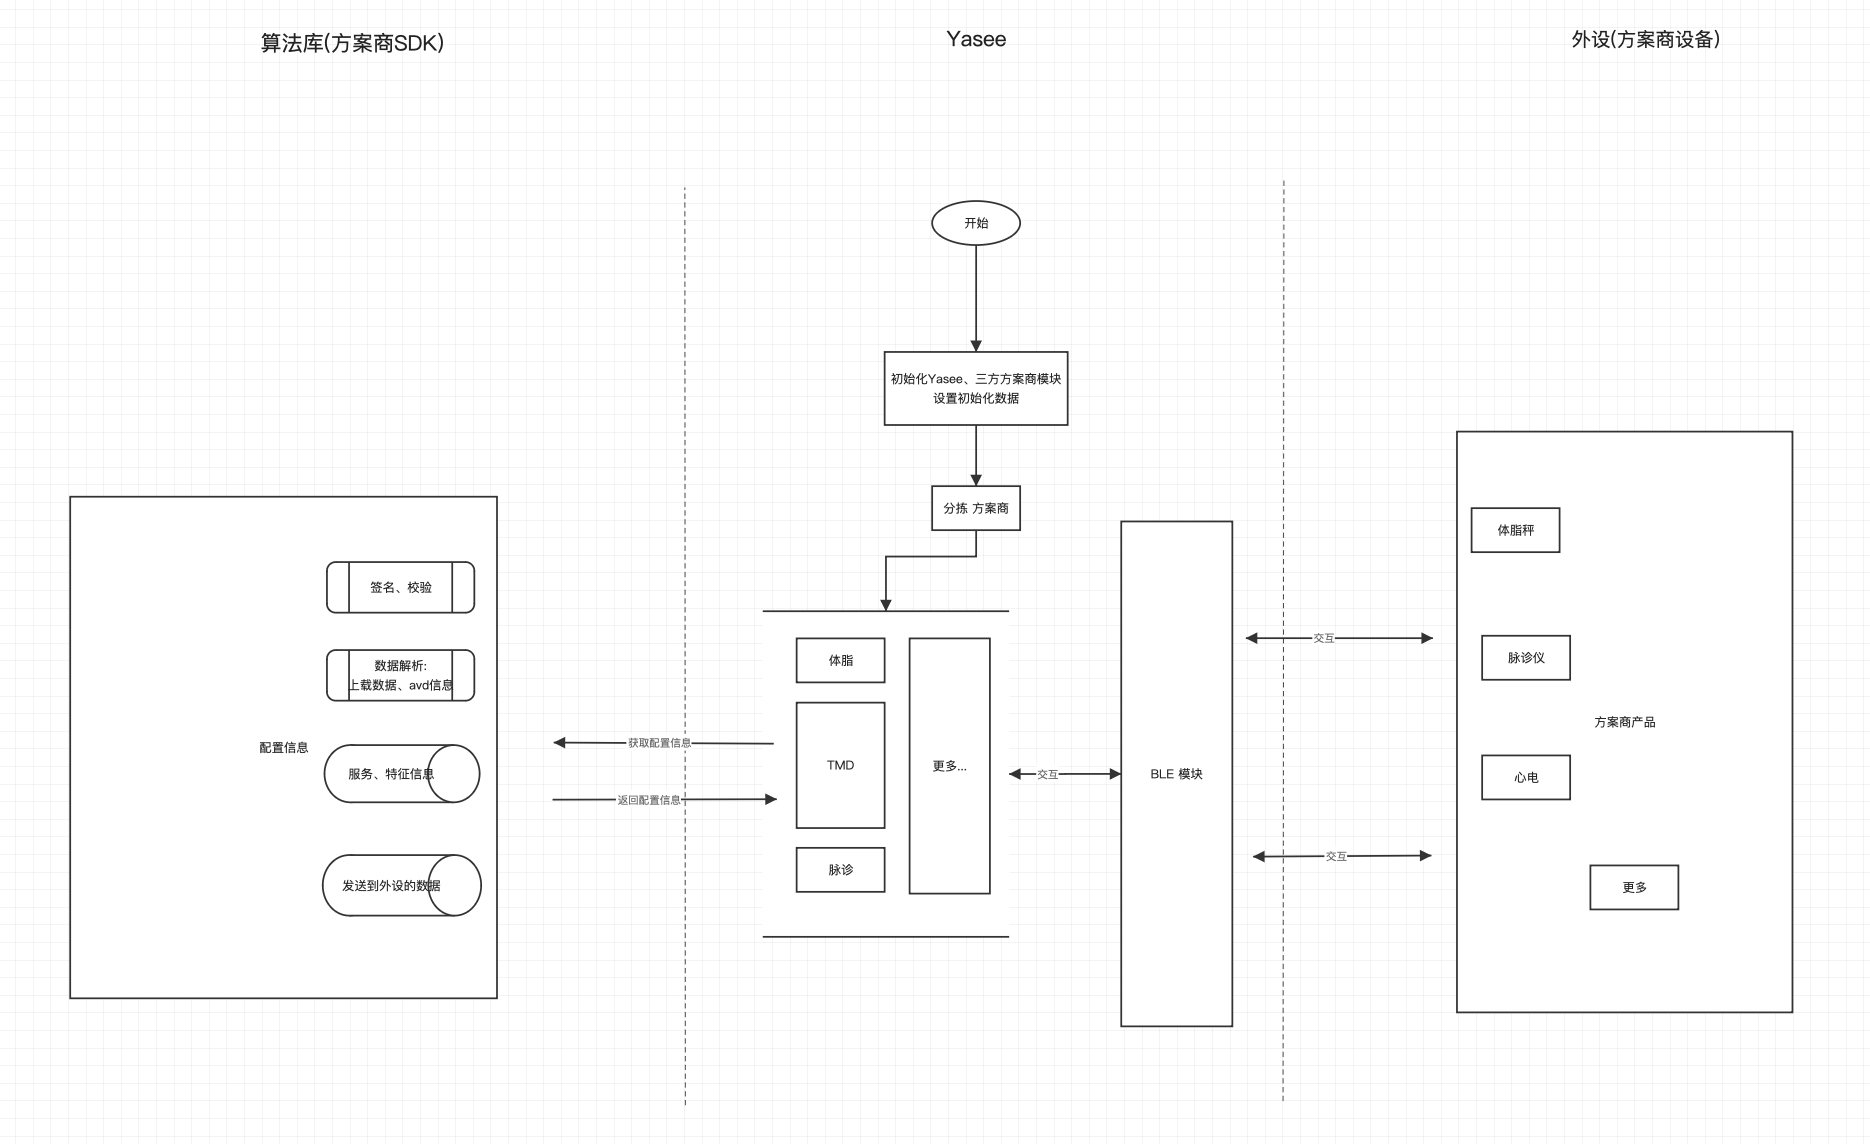 算法库(方案商SDK)
Yasee
外设(方案商设备)
开始
初始化Yasee、三方方案商模块
设置初始化数据
分拣 方案商
签名、校验
数据解析:
上载数据、avd信息
配置信息
服务、特征信息
发送到外设的数据
获取配置信息
返回配置信息
体脂
TMD
脉诊
更多...
交互
BLE 模块
交互
交互
体脂秤
脉诊仪
方案商产品
心电
更多